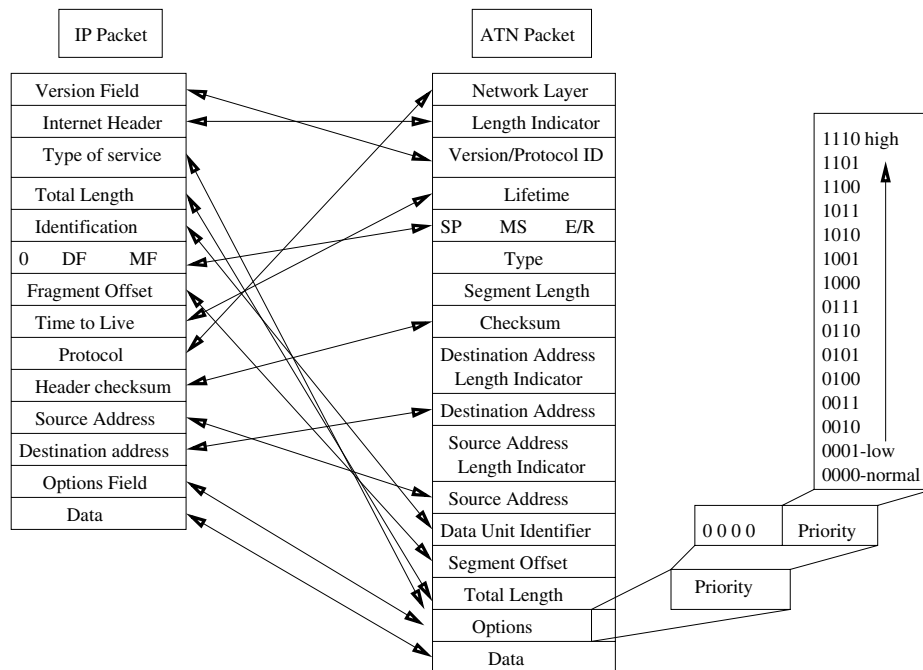 IP Packet
Version Field
Internet Header
Type of service
Total Length
Identification
0 DF MF
Fragment Offset
Time to Live
Protocol
Header checksum
Source Address
Destination address
Options Field
Data
ATN Packet
Network Layer
Length Indicator
Version/Protocol ID
Lifetime
SP MS E/R
Type
Segment Length
Checksum
Destination Address
Length Indicator
Destination Address
Source Address
Length Indicator
Source Address
Data Unit Identifier
Segment Offset
Total Length
Options
Data
1110 high
1101
1100
1011
1010
1001
1000
0111
0110
0101
0100
0011
0010
0001-low
0000-normal
0 0 0 0 Priority
Priority